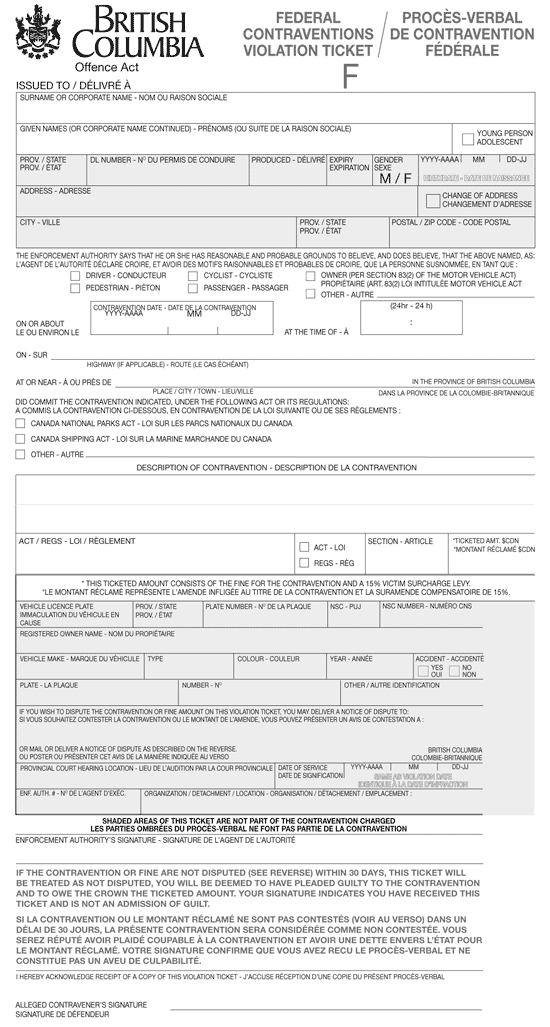 BRITISH
COLUMBIA
Offence Act
FEDERAL
CONTRAVENTIONS
VIOLATION TICKET
PROCÈS-VERBAL
DE CONTRAVENTION
FÉDÉRALE
F
ISSUED TO / DÉLIVRÉ À
SURNAME OR CORPORATE NAME - NOM OU RAISON SOCIALE
GIVEN NAMES (OR CORPORATE NAME CONTINUED) - PRÉNOMS (OU SUITE DE LA RAISON SOCIALE)
YOUNG PERSON
ADOLESCENT
PROV. / STATE
PROV. / ÉTAT
DL NUMBER - Nº DU PERMIS DE CONDUIRE
PRODUCED - DÉLIVRÉ
EXPIRY
EXPIRATION
GENDER
SEXE
M / F
YYYY-AAAA MM DD-JJ
BIRTHDATE - DATE DE NAISSANCE
ADDRESS - ADRESSE
CHANGE OF ADDRESS
CHANGEMENT D'ADRESSE
CITY - VILLE
PROV. / STATE
PROV. / ÉTAT
POSTAL / ZIP CODE - CODE POSTAL
THE ENFORCEMENT AUTHORITY SAYS THAT HE OR SHE HAS REASONABLE AND PROBABLE GROUNDS TO BELIEVE, AND DOES BELIEVE, THAT THE ABOVE NAMED, AS:
L'AGENT DE L'AUTORITÉ DÉCLARE CROIRE, ET AVOIR DES MOTIFS RAISONNABLES ET PROBABLES DE CROIRE, QUE LA PERSONNE SUSNOMMÉE, EN TANT QUE :
DRIVER - CONDUCTEUR
CYCLIST - CYCLISTE
OWNER (PER SECTION 83(2) OF THE MOTOR VEHICLE ACT)
PROPRIÉTAIRE (ART. 83(2) LOI INTITULÉE MOTOR VEHICLE ACT
PEDESTRIAN - PIÉTON
PASSENGER - PASSAGER
OTHER - AUTRE
CONTRAVENTION DATE - DATE DE LA CONTRAVENTION
YYYY-AAAA MM DD-JJ
(24hr - 24 h)
:
ON OR ABOUT
LE OU ENVIRON LE
AT THE TIME OF - À
ON - SUR
HIGHWAY (IF APPLICABLE) - ROUTE (LE CAS ÉCHÉANT)
AT OR NEAR - À OU PRÈS DE
IN THE PROVINCE OF BRITISH COLUMBIA
PLACE / CITY / TOWN - LIEU/VILLE
DANS LA PROVINCE DE LA COLOMBIE-BRITANNIQUE
DID COMMIT THE CONTRAVENTION INDICATED, UNDER THE FOLLOWING ACT OR ITS REGULATIONS:
A COMMIS LA CONTRAVENTION CI-DESSOUS, EN CONTRAVENTION DE LA LOI SUIVANTE OU DE SES RÈGLEMENTS :
CANADA NATIONAL PARKS ACT - LOI SUR LES PARCS NATIONAUX DU CANADA
CANADA SHIPPING ACT - LOI SUR LA MARINE MARCHANDE DU CANADA
OTHER - AUTRE
DESCRIPTION OF CONTRAVENTION - DESCRIPTION DE LA CONTRAVENTION
ACT / REGS - LOI / RÈGLEMENT
ACT - LOI
REGS - RÉG
SECTION - ARTICLE
*TICKETED AMT. $CDN
*MONTANT RÉCLAMÉ $CDN
* THIS TICKETED AMOUNT CONSISTS OF THE FINE FOR THE CONTRAVENTION AND A 15% VICTIM SURCHARGE LEVY.
*LE MONTANT RÉCLAMÉ REPRÉSENTE L'AMENDE INFLIGÉE AU TITRE DE LA CONTRAVENTION ET LA SURAMENDE COMPENSATOIRE DE 15%.
VEHICLE LICENCE PLATE
IMMACULATION DU VÉHICULE EN
CAUSE
PROV. / STATE
PROV. / ÉTAT
PLATE NUMBER - Nº DE LA PLAQUE
NSC - PUJ
NSC NUMBER - NUMÉRO CNS
REGISTERED OWNER NAME - NOM DU PROPIÉTAIRE
VEHICLE MAKE - MARQUE DU VÉHICULE
TYPE
COLOUR - COULEUR
YEAR - ANNÉE
ACCIDENT - ACCIDENTÉ
YES
OUI
NO
NON
PLATE - LA PLAQUE
NUMBER - Nº
OTHER / AUTRE IDENTIFICATION
IF YOU WISH TO DISPUTE THE CONTRAVENTION OR FINE AMOUNT ON THIS VIOLATION TICKET, YOU MAY DELIVER A NOTICE OF DISPUTE TO:
SI VOUS SOUHAITEZ CONTESTER LA CONTRAVENTION OU LE MONTANT DE L'AMENDE, VOUS POUVEZ PRÉSENTER UN AVIS DE CONTESTATION A :
OR MAIL OR DELIVER A NOTICE OF DISPUTE AS DESCRIBED ON THE REVERSE.
OU POSTER OU PRÉSENTER CET AVIS DE LA MANIÈRE INDIQUÉE AU VERSO
BRITISH COLUMBIA
COLOMBIE-BRITANNIQUE
PROVINCIAL COURT HEARING LOCATION - LIEU DE L'AUDITION PAR LA COUR PROVINCIALE
DATE OF SERVICE
DATE DE SIGNIFICATION
YYYY-AAAA MM DD-JJ
SAME AS VIOLATION DATE
IDENTIQUE À LA DATE D'INFRACTION
ENF. AUTH. # - Nº DE L'AGENT D'EXÉC.
ORGANIZATION / DETACHMENT / LOCATION - ORGANISATION / DÉTACHEMENT / EMPLACEMENT :
SHADED AREAS OF THIS TICKET ARE NOT PART OF THE CONTRAVENTION CHARGED
LES PARTIES OMBRÉES DU PROCÈS-VERBAL NE FONT PAS PARTIE DE LA CONTRAVENTION
ENFORCEMENT AUTHORITY'S SIGNATURE - SIGNATURE DE L'AGENT DE L'AUTORITÉ
IF THE CONTRAVENTION OR FINE ARE NOT DISPUTED (SEE REVERSE) WITHIN 30 DAYS, THIS TICKET WILL
BE TREATED AS NOT DISPUTED, YOU WILL BE DEEMED TO HAVE PLEADED GUILTY TO THE CONTRAVENTION
AND TO OWE THE CROWN THE TICKETED AMOUNT. YOUR SIGNATURE INDICATES YOU HAVE RECEIVED THIS
TICKET AND IS NOT AN ADMISSION OF GUILT.
SI LA CONTRAVENTION OU LE MONTANT RÉCLAMÉ NE SONT PAS CONTESTÉS (VOIR AU VERSO) DANS UN
DÉLAI DE 30 JOURS, LA PRÉSENTE CONTRAVENTION SERA CONSIDÉRÉE COMME NON CONTESTÉE. VOUS
SEREZ RÉPUTÉ AVOIR PLAIDÉ COUPABLE À LA CONTRAVENTION ET AVOIR UNE DETTE ENVERS L'ÉTAT POUR
LE MONTANT RÉCLAMÉ. VOTRE SIGNATURE CONFIRME QUE VOUS AVEZ RECU LE PROCÈS-VERBAL ET NE
CONSTITUE PAS UN AVEU DE CULPABILITÉ.
I HEREBY ACKNOWLEDGE RECEIPT OF A COPY OF THIS VIOLATION TICKET - J'ACCUSE RÉCEPTION D'UNE COPIE DU PRÉSENT PROCÈS-VERBAL
ALLEGED CONTRAVENER'S SIGNATURE
SIGNATURE DE DÉFENDEUR